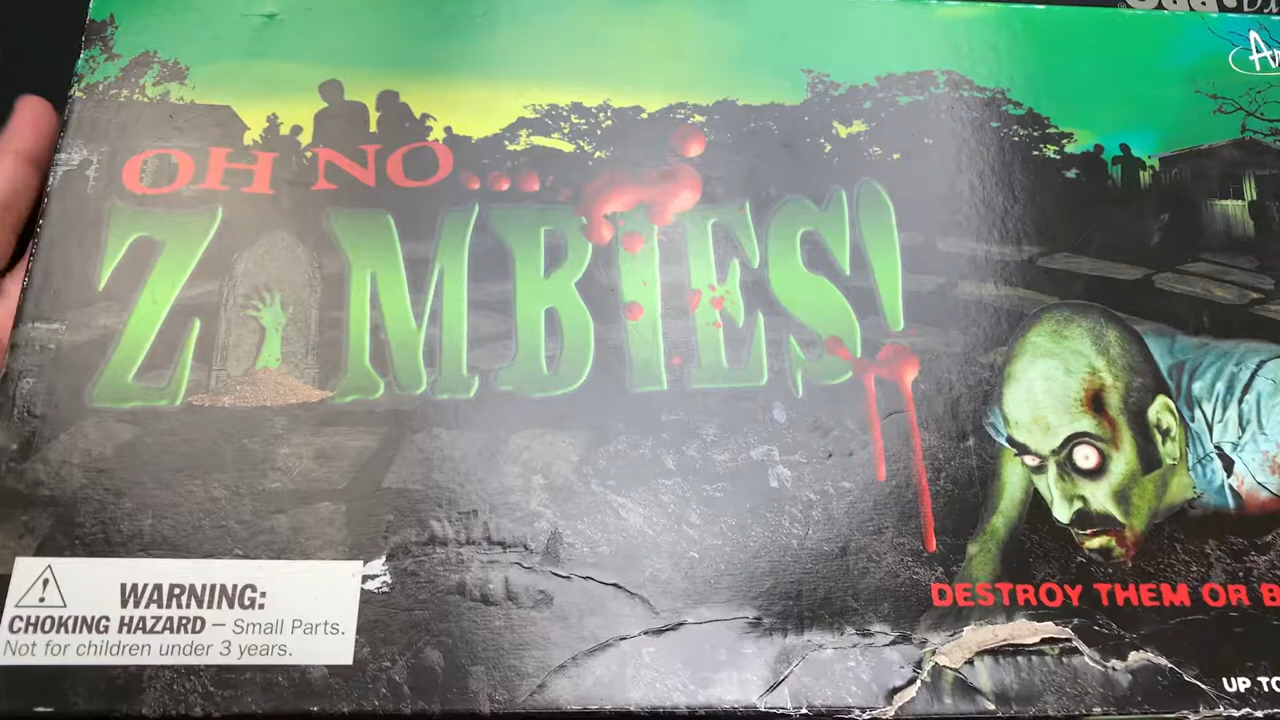 OH NO...
ZOMBIES!
DESTROY THEM OR B
WARNING:
CHOKING HAZARD – Small Parts.
Not for children under 3 years.
UP TO